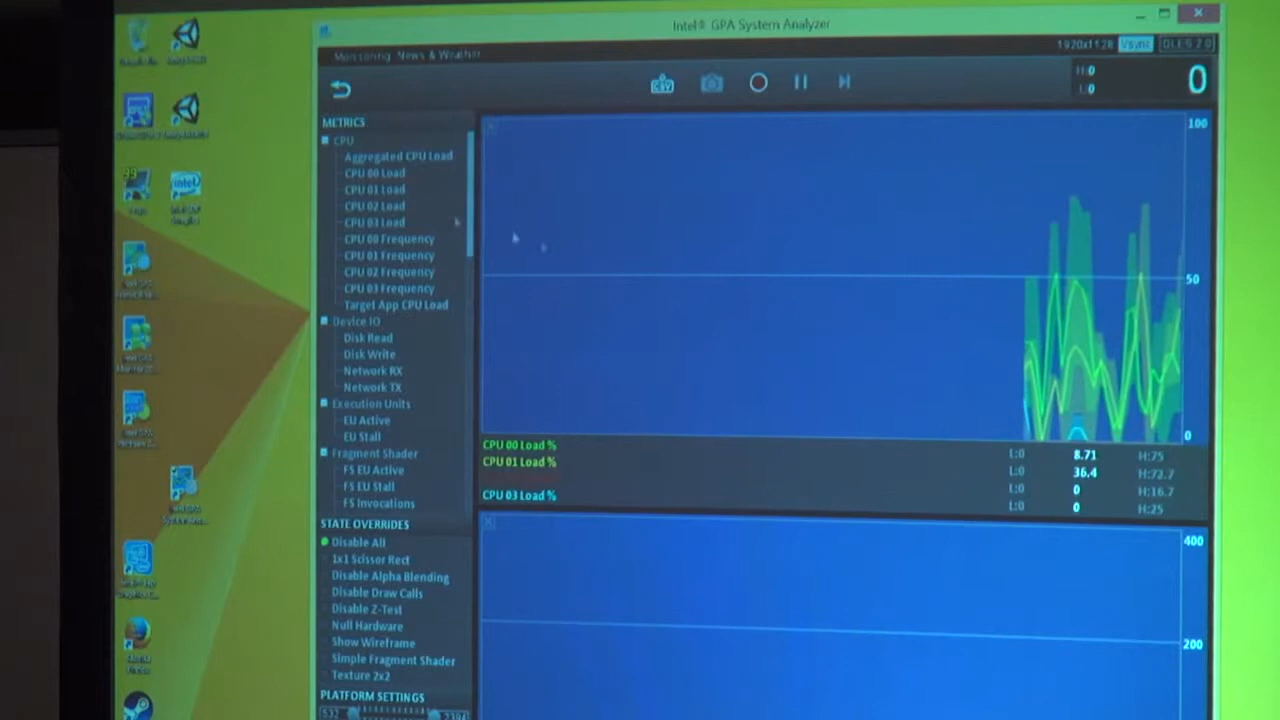 Intel® GPA System Analyzer
Monitoring News & Weather
1920x1128 Vsync GLES 2.0
H:0
L:0
0
CSV
METRICS
CPU
Aggregated CPU Load
CPU 00 Load
CPU 01 Load
CPU 02 Load
CPU 03 Load
CPU 00 Frequency
CPU 01 Frequency
CPU 02 Frequency
CPU 03 Frequency
Target App CPU Load
Device IO
Disk Read
Disk Write
Network RX
Network TX
Execution Units
EU Active
EU Stall
Fragment Shader
FS EU Active
FS EU Stall
FS Invocations
STATE OVERRIDES
Disable All
1x1 Scissor Rect
Disable Alpha Blending
Disable Draw Calls
Disable Z-Test
Null Hardware
Show Wireframe
Simple Fragment Shader
Texture 2x2
PLATFORM SETTINGS
532
100
50
0
CPU 00 Load % L:0 8.71 H:75
CPU 01 Load % L:0 36.4 H:72.7
L:0 0 H:16.7
CPU 03 Load % L:0 0 H:25
400
200
99
intel